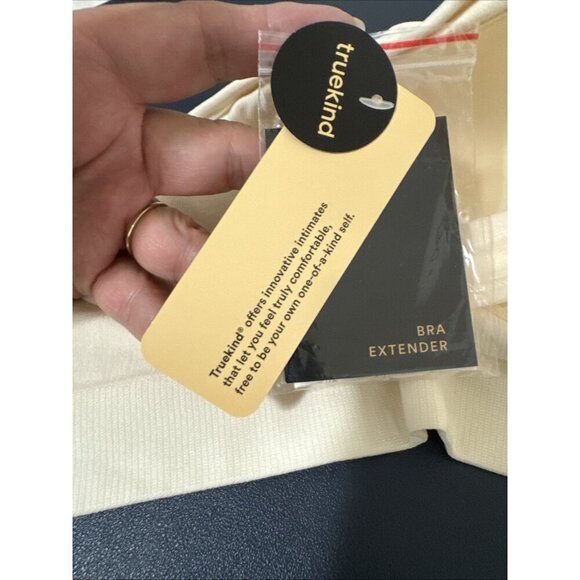 truekind
Truekind® offers innovative intimates
that let you feel truly comfortable,
free to be your own one-of-a-kind self.
BRA
EXTENDER